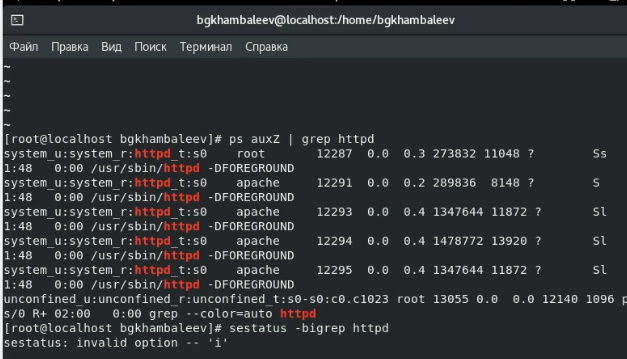 bgkhambaleev@localhost:/home/bgkhambaleev
Файл Правка Вид Поиск Терминал Справка
~
~
~
~
~
[root@localhost bgkhambaleev]# ps auxZ | grep httpd
system_u:system_r:httpd_t:s0 root 12287 0.0 0.3 273832 11048 ? Ss
1:48 0:00 /usr/sbin/httpd -DFOREGROUND
system_u:system_r:httpd_t:s0 apache 12291 0.0 0.2 289836 8148 ? S
1:48 0:00 /usr/sbin/httpd -DFOREGROUND
system_u:system_r:httpd_t:s0 apache 12293 0.0 0.4 1347644 11872 ? Sl
1:48 0:00 /usr/sbin/httpd -DFOREGROUND
system_u:system_r:httpd_t:s0 apache 12294 0.0 0.4 1478772 13920 ? Sl
1:48 0:00 /usr/sbin/httpd -DFOREGROUND
system_u:system_r:httpd_t:s0 apache 12295 0.0 0.4 1347644 11872 ? Sl
1:48 0:00 /usr/sbin/httpd -DFOREGROUND
unconfined_u:unconfined_r:unconfined_t:s0-s0:c0.c1023 root 13055 0.0 0.0 12140 1096 p
s/0 R+ 02:00 0:00 grep --color=auto httpd
[root@localhost bgkhambaleev]# sestatus -bigrep httpd
sestatus: invalid option -- 'i'